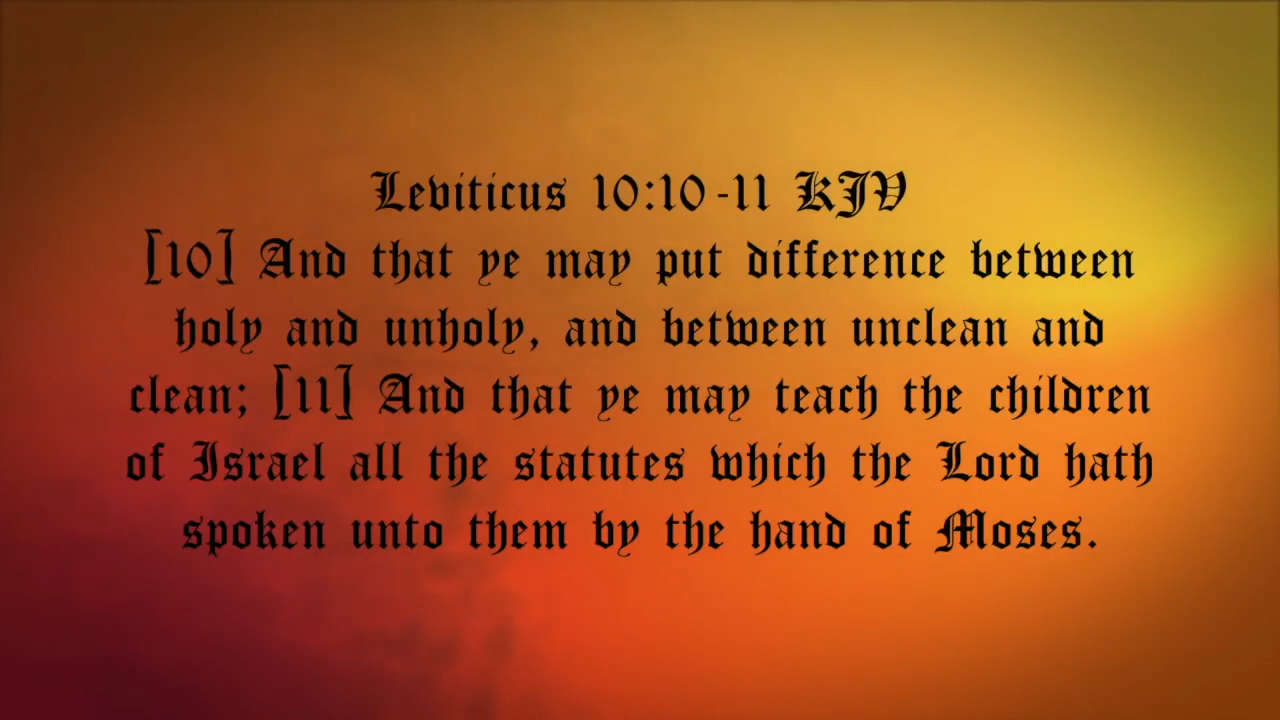 Leviticus 10:10-11 KJV
[10] And that ye may put difference between
holy and unholy, and between unclean and
clean; [11] And that ye may teach the children
of Israel all the statutes which the Lord hath
spoken unto them by the hand of Moses.